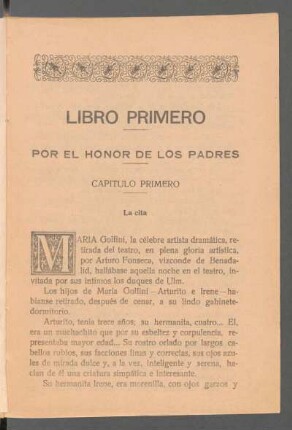 LIBRO PRIMERO
POR EL HONOR DE LOS PADRES
CAPITULO PRIMERO
La cita
MARIA Gollini, la célebre artista dramática, re-
tirada del teatro, en plena gloria artística,
por Arturo Fonseca, vizconde de Benada-
lid, hallábase aquella noche en el teatro, in-
vitada por sus íntimos los duques de Ulm.
Los hijos de María Gollini—Arturito e Irene—ha-
bíanse retirado, después de cenar, a su lindo gabinete-
dormitorio.
Arturito, tenía trece años; su hermanita, cuatro... El,
era un muchachito que por su esbeltez y corpulencia, re-
presentaba mayor edad... Su rostro orlado por largos ca-
bellos rubios, sus facciones finas y correctas, sus ojos azu-
les de mirada dulce y, a la vez, inteligente y serena, ha-
cían de él una criatura simpática e interesante.
Su hermanita Irene, era morenilla, con ojos garzos y